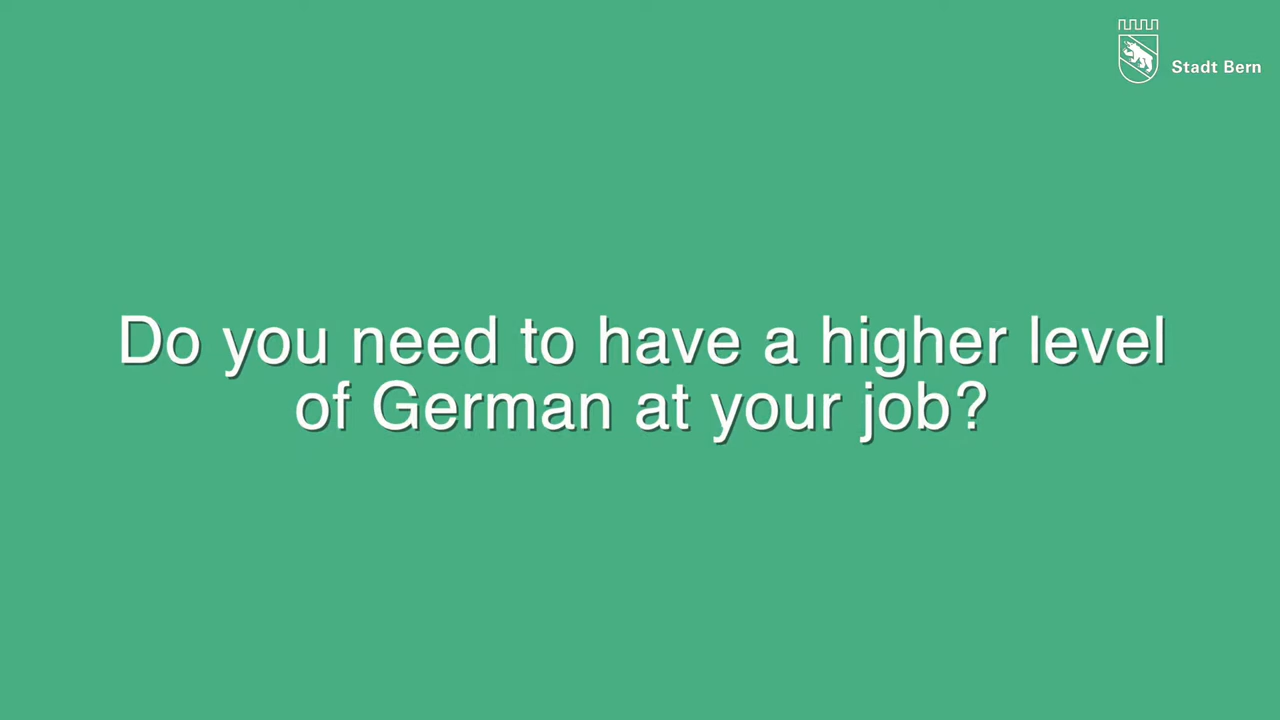 Stadt Bern
Do you need to have a higher level
of German at your job?